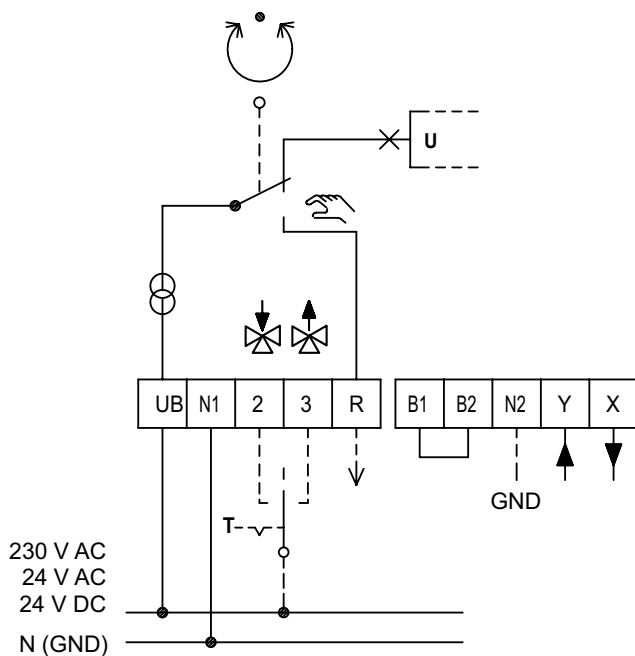 U
UB N1 2 3 R B1 B2 N2 Y X
GND
T
230 V AC
24 V AC
24 V DC
N (GND)